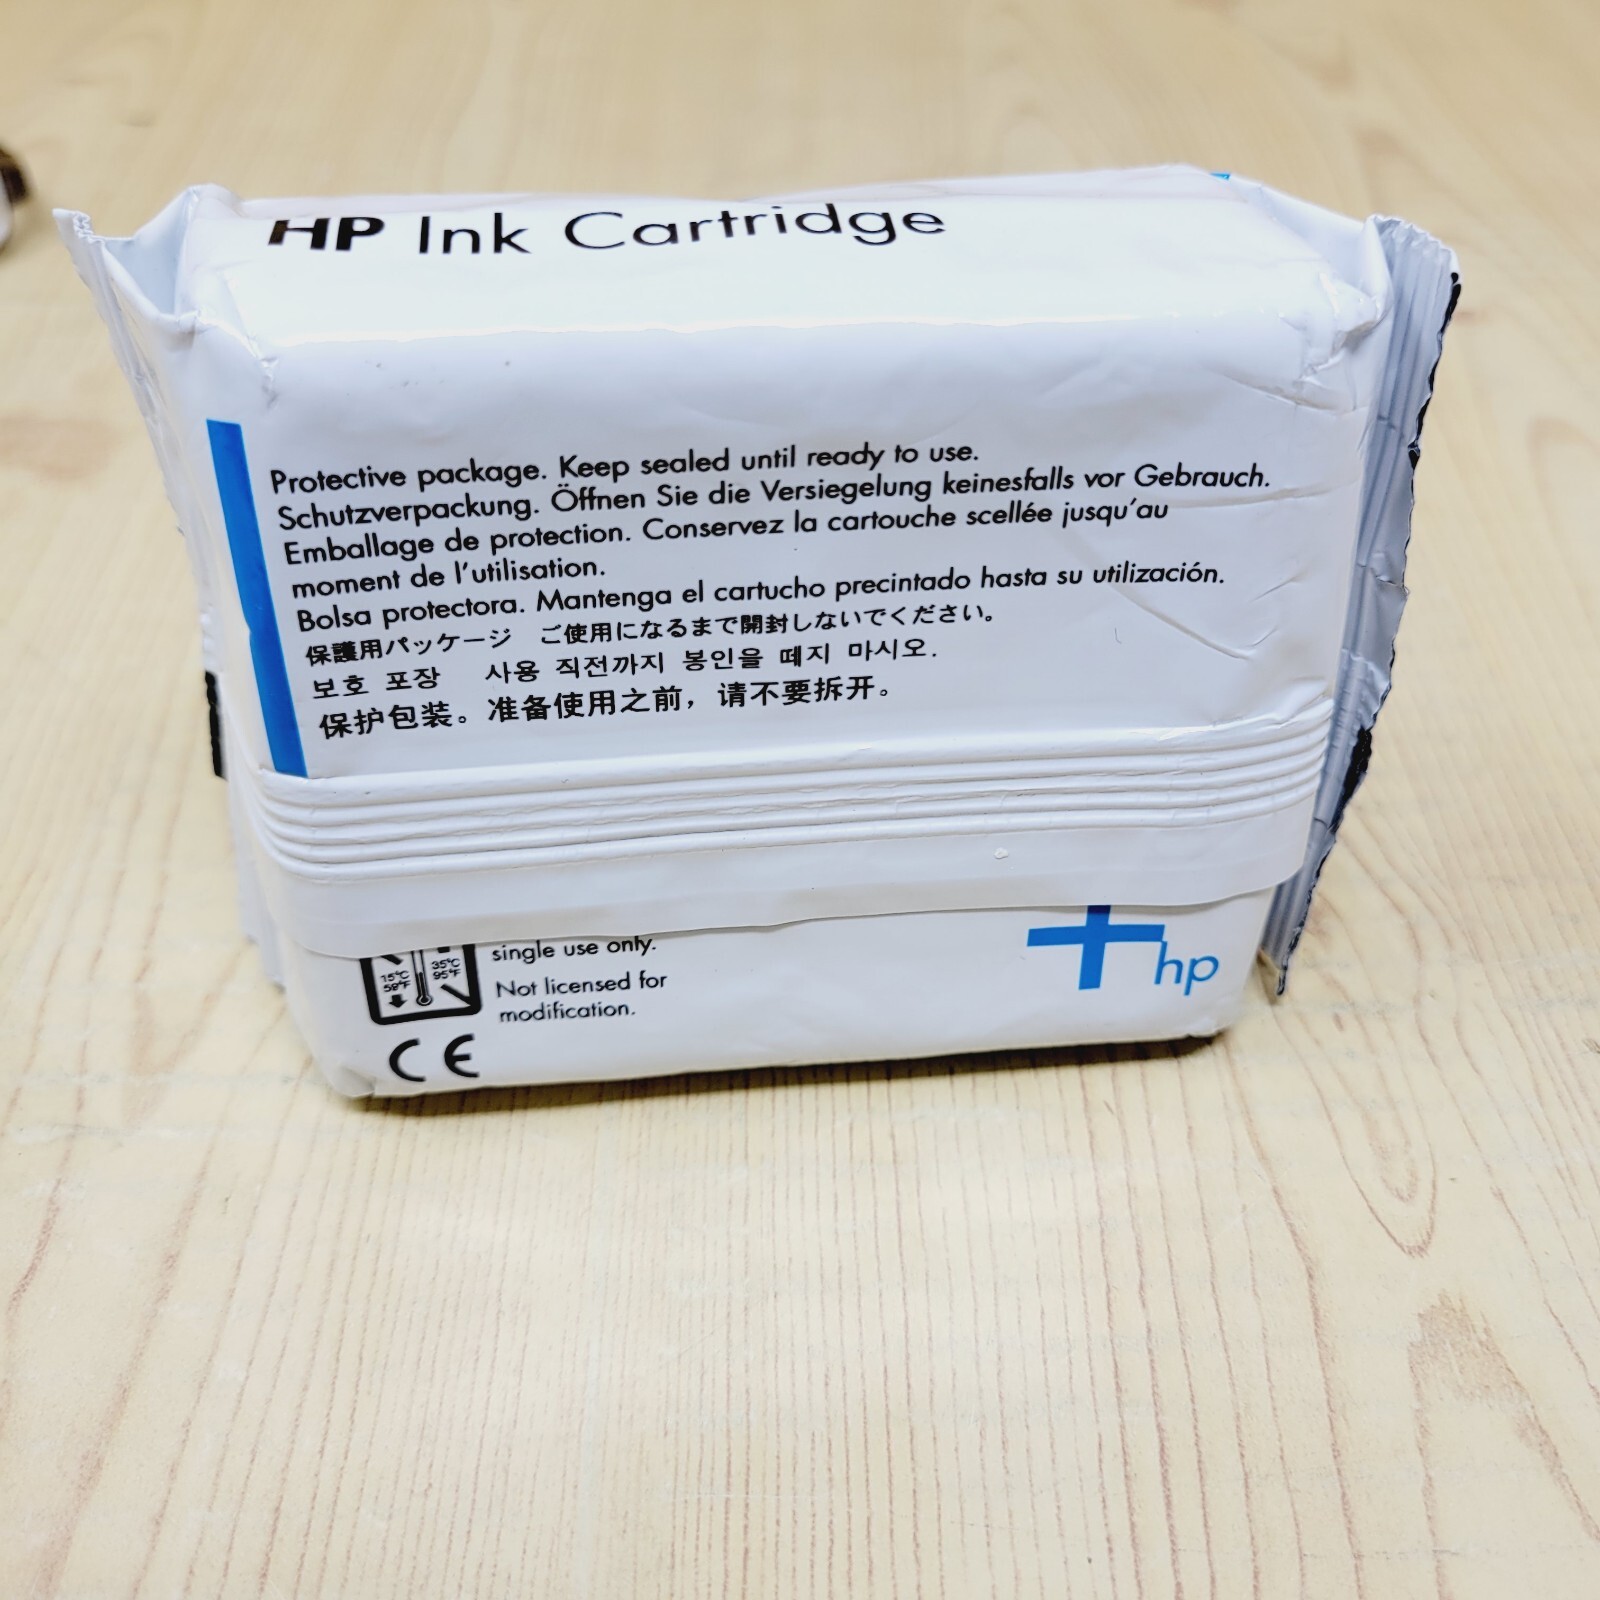 HP Ink Cartridge
Protective package. Keep sealed until ready to use.
Schutzverpackung. Öffnen Sie die Versiegelung keinesfalls vor Gebrauch.
Emballage de protection. Conservez la cartouche scellée jusqu'au
moment de l'utilisation.
Bolsa protectora. Mantenga el cartucho precintado hasta su utilización.
保護用パッケージ ご使用になるまで開封しないでください。
보호 포장 사용 직전까지 봉인을 떼지 마시오.
保护包装。准备使用之前，请不要拆开。
single use only.
15°C 35°C
59°F 95°F
Not licensed for
modification.
CE
hp